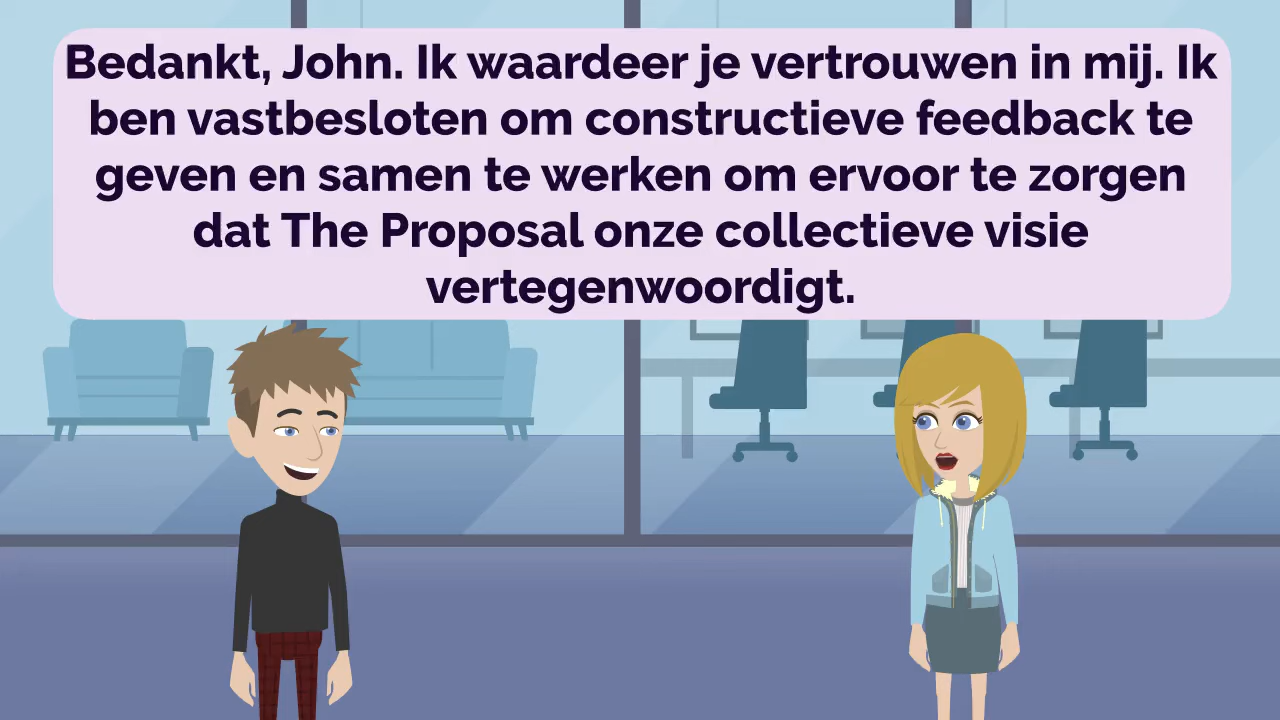 Bedankt, John. Ik waardeer je vertrouwen in mij. Ik
ben vastbesloten om constructieve feedback te
geven en samen te werken om ervoor te zorgen
dat The Proposal onze collectieve visie
vertegenwoordigt.